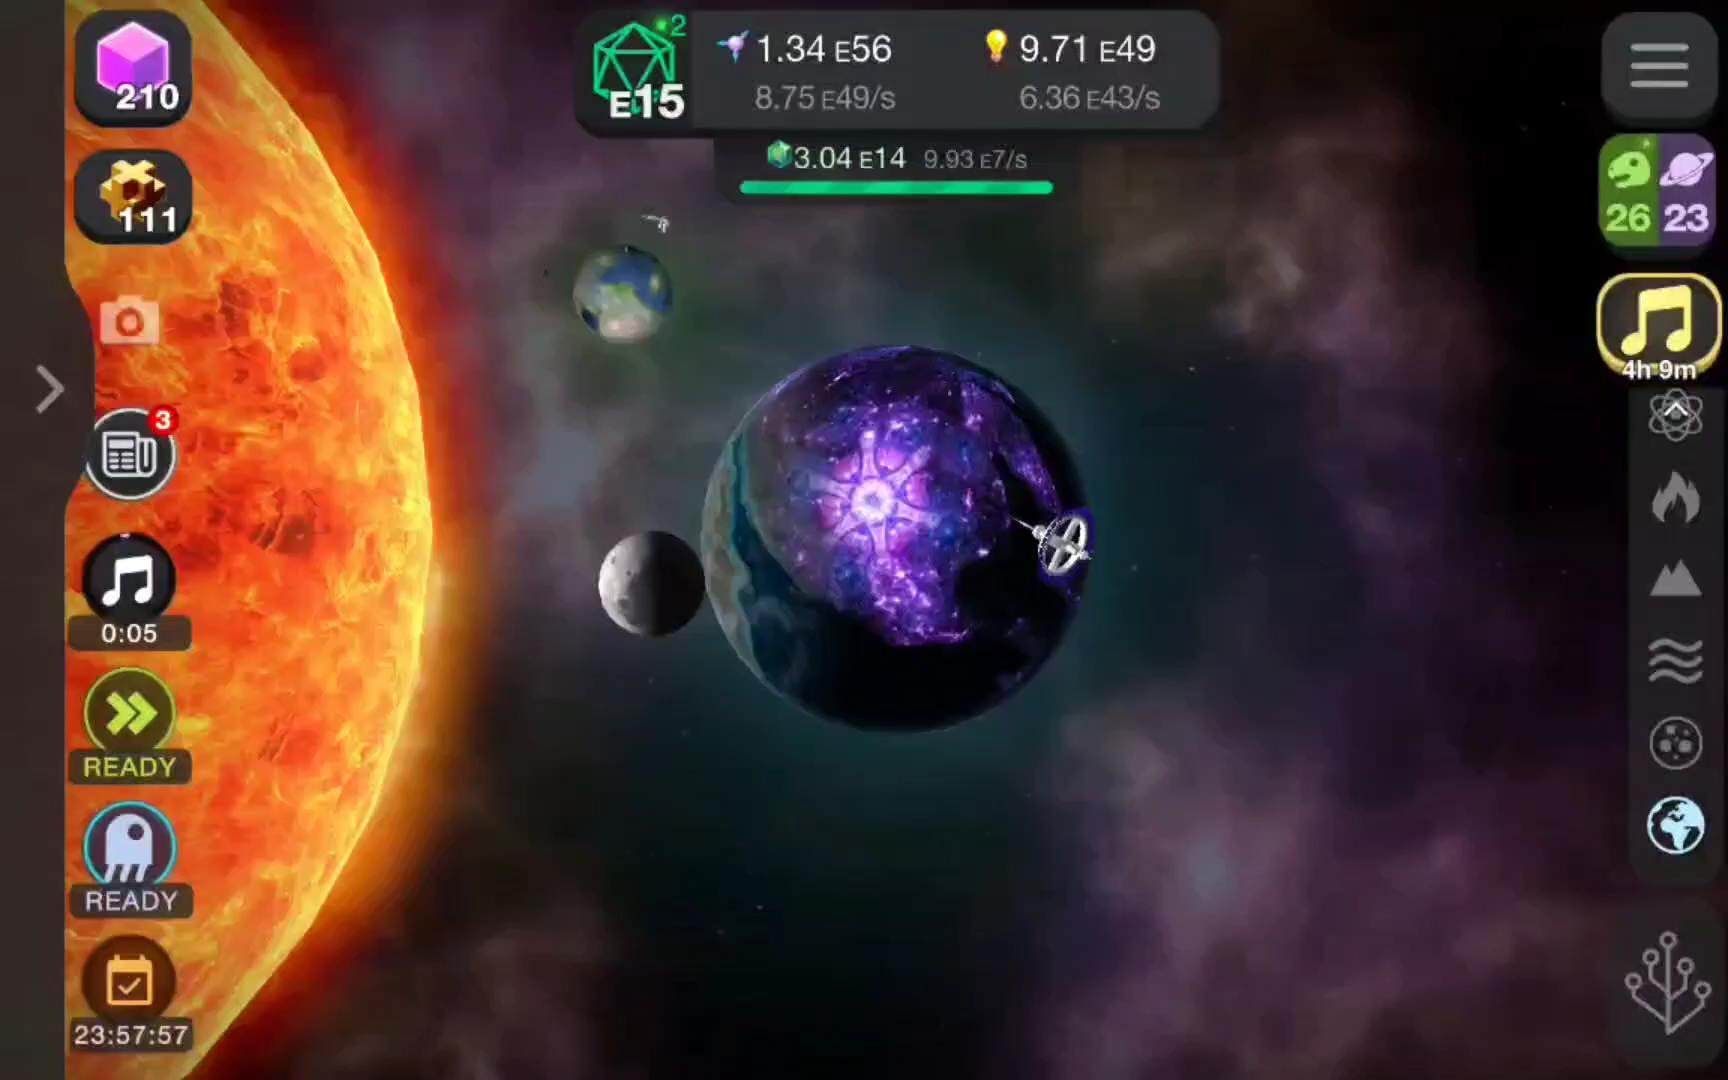 210
111
3
0:05
READY
READY
23:57:57
2
E15
1.34 E56
8.75 E49/s
9.71 E49
6.36 E43/s
3.04 E14 9.93 E7/s
26 23
4h 9m